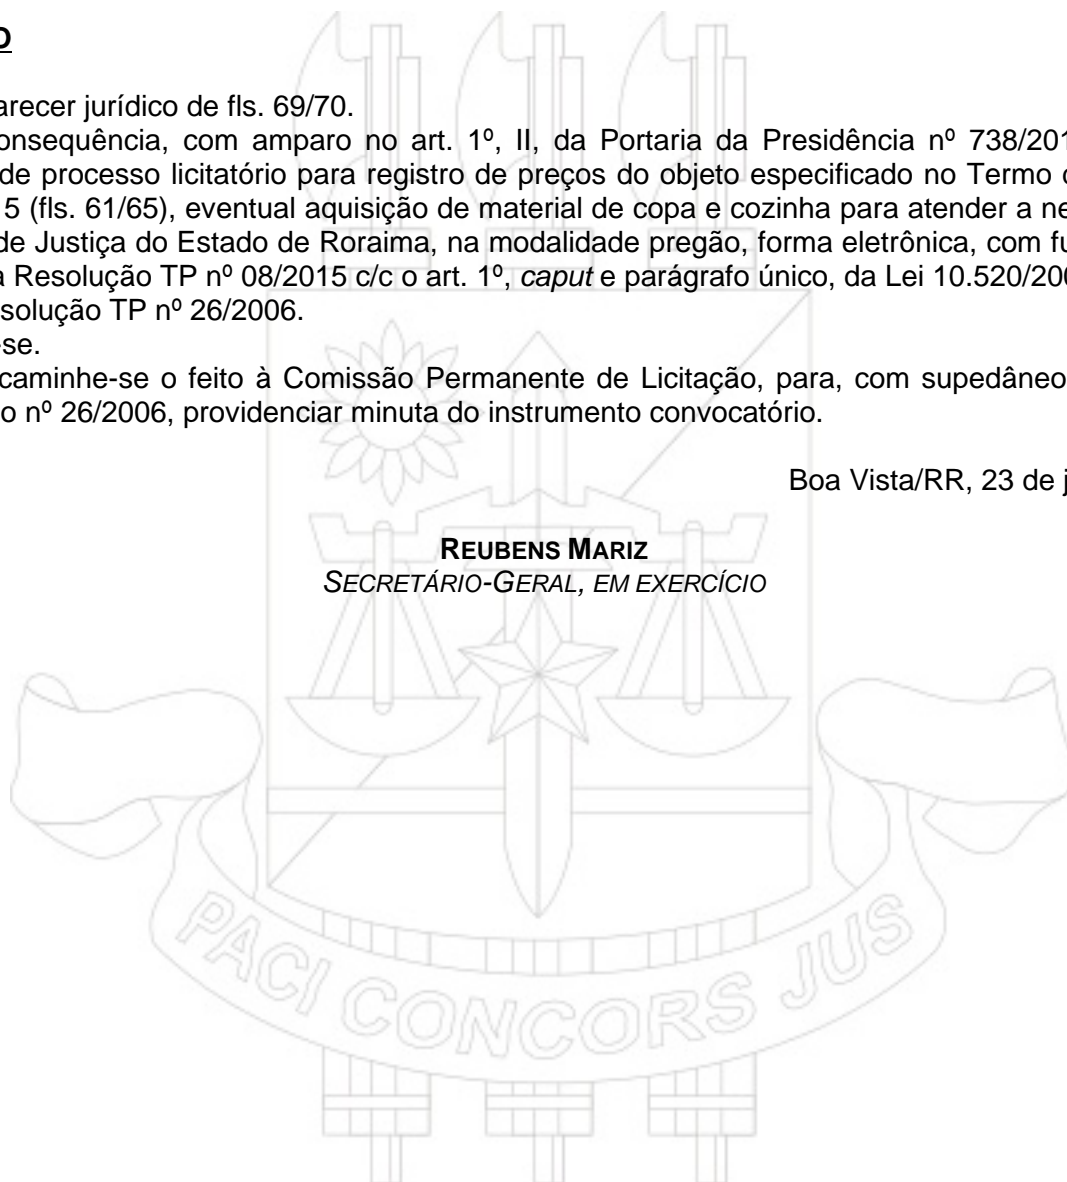 O
arecer jurídico de fls. 69/70.
onsequência, com amparo no art. 1º, II, da Portaria da Presidência nº 738/201
de processo licitatório para registro de preços do objeto especificado no Termo
5 (fls. 61/65), eventual aquisição de material de copa e cozinha para atender a ne
de Justiça do Estado de Roraima, na modalidade pregão, forma eletrônica, com fu
a Resolução TP nº 08/2015 c/c o art. 1º, caput e parágrafo único, da Lei 10.520/200
solução TP nº 26/2006.
-se.
caminhe-se o feito à Comissão Permanente de Licitação, para, com supedâneo
o nº 26/2006, providenciar minuta do instrumento convocatório.
Boa Vista/RR, 23 de j
REUBENS MARIZ
SECRETÁRIO-GERAL, EM EXERCÍCIO
PACI CONCORS JUS